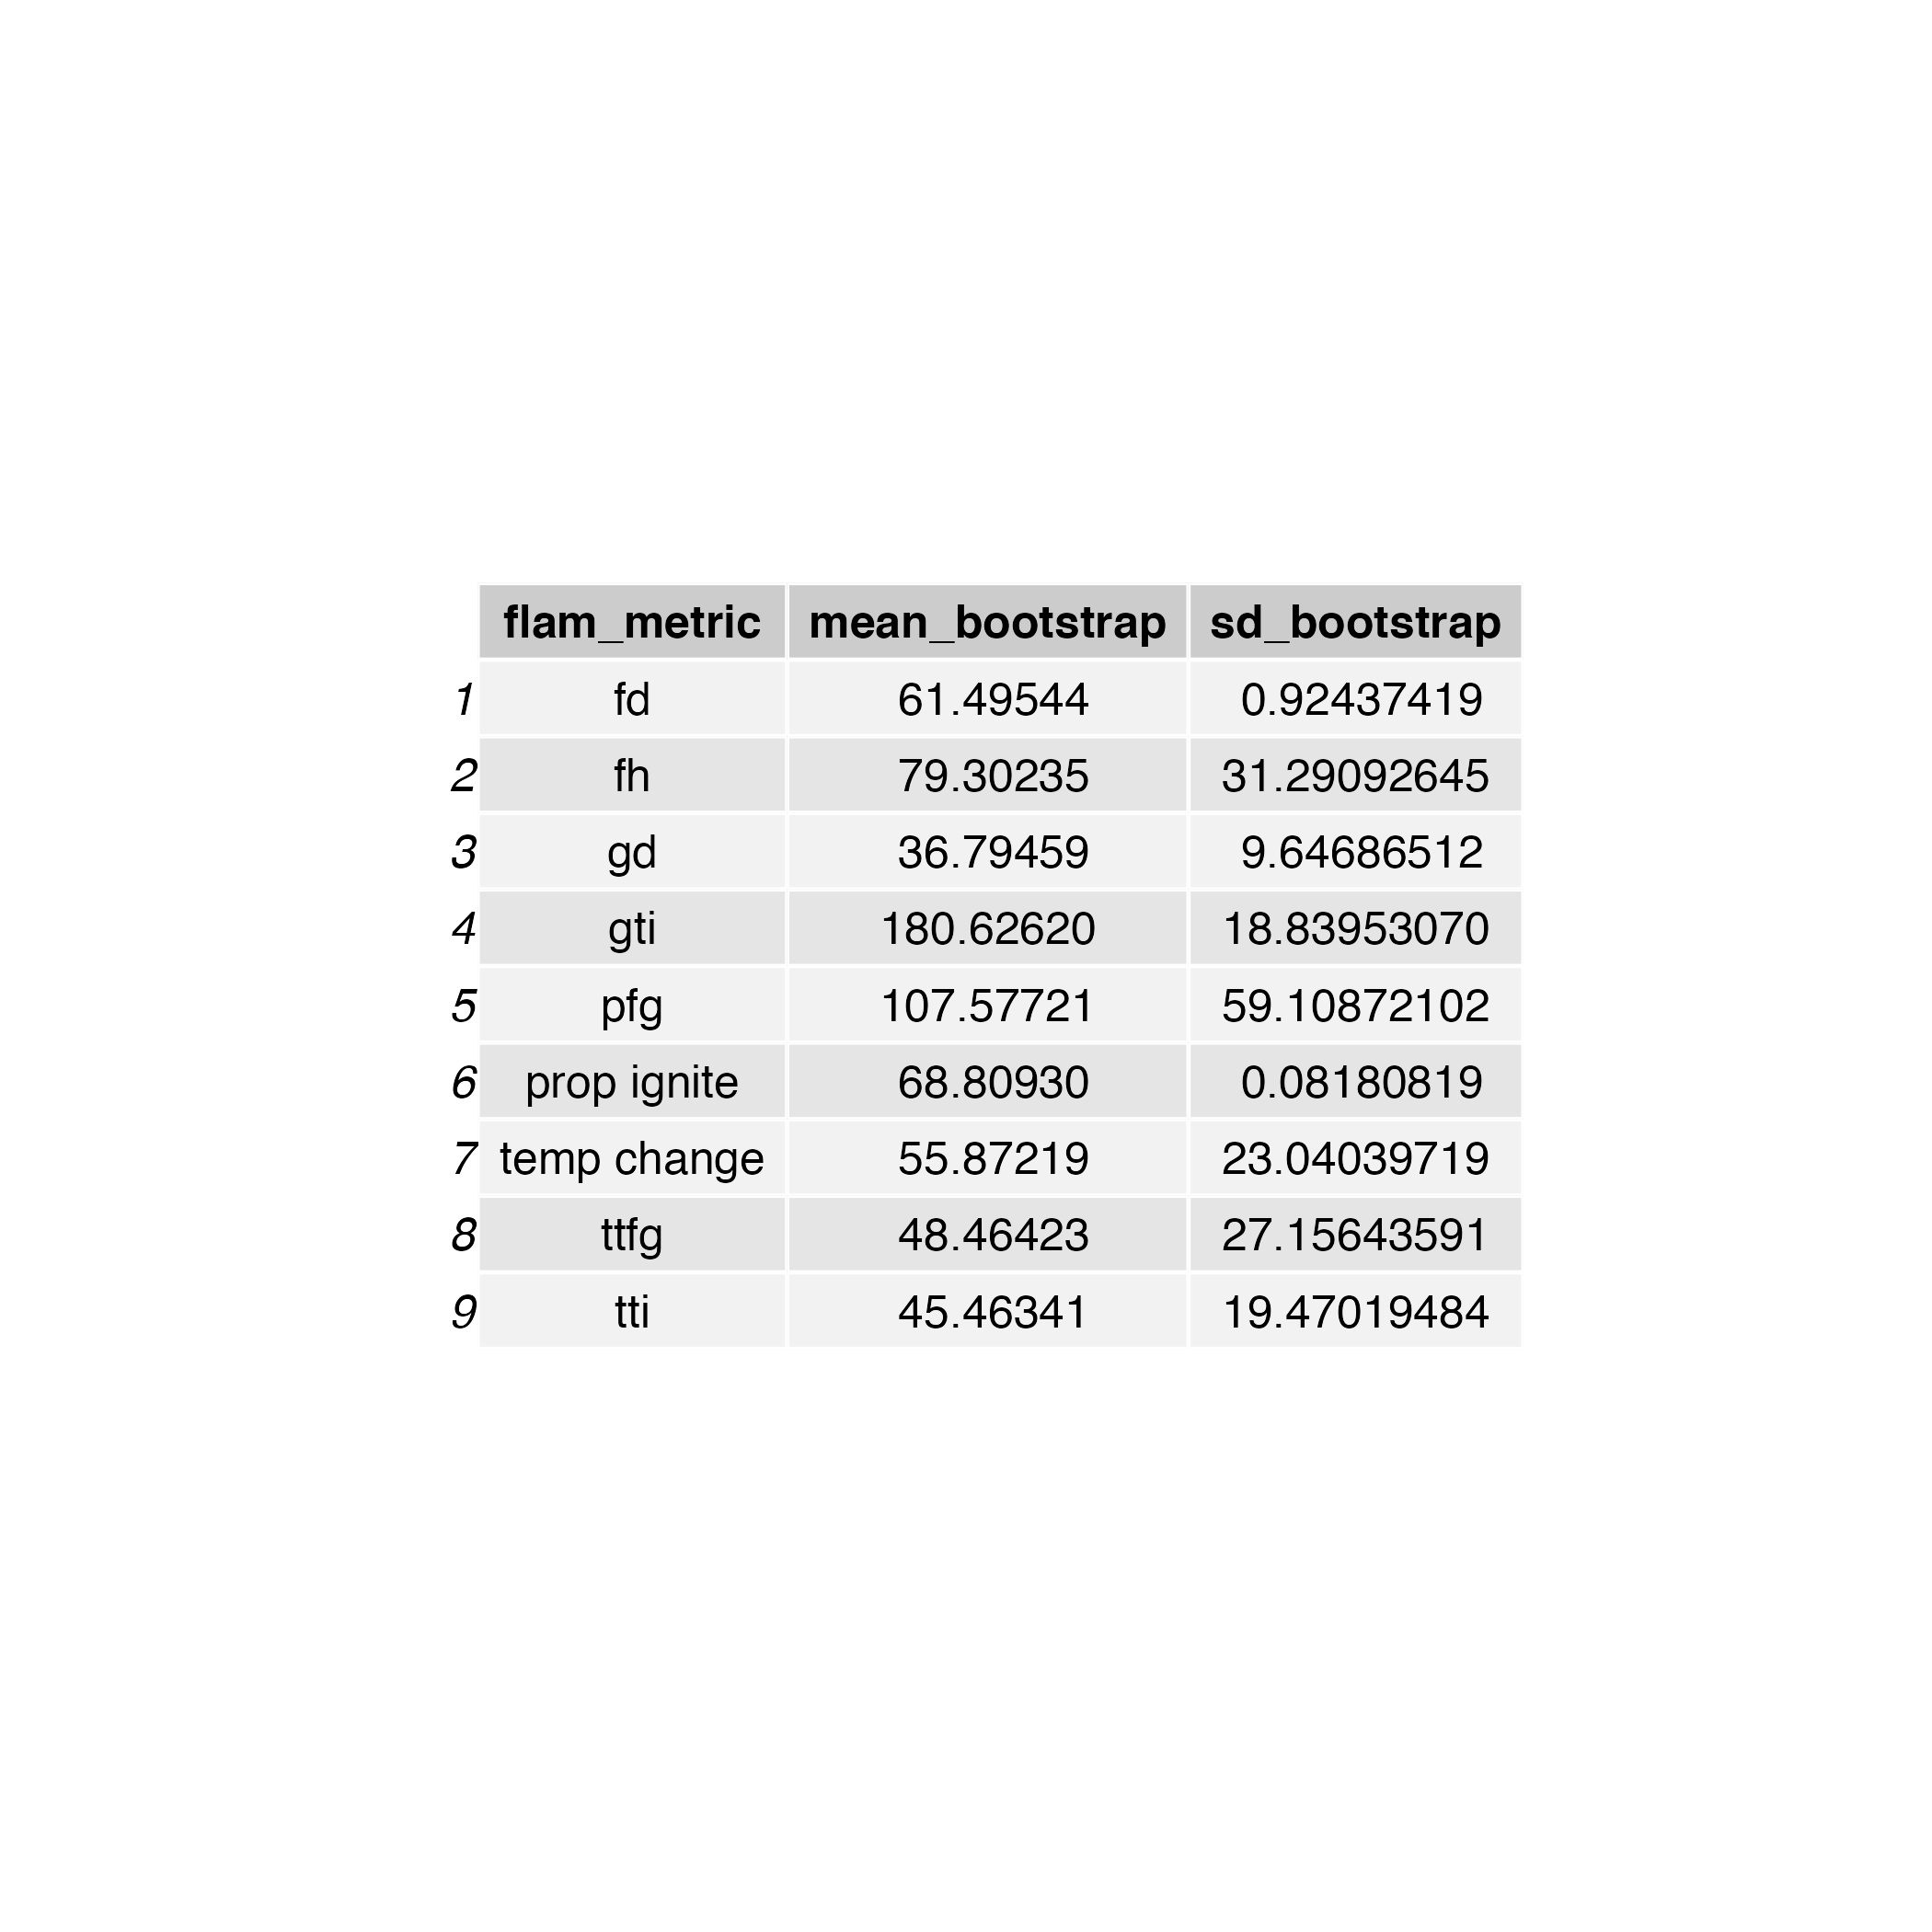 flam_metric mean_bootstrap sd_bootstrap
1 fd 61.49544 0.92437419
2 fh 79.30235 31.29092645
3 gd 36.79459 9.64686512
4 gti 180.62620 18.83953070
5 pfg 107.57721 59.10872102
6 prop ignite 68.80930 0.08180819
7 temp change 55.87219 23.04039719
8 ttfg 48.46423 27.15643591
9 tti 45.46341 19.47019484